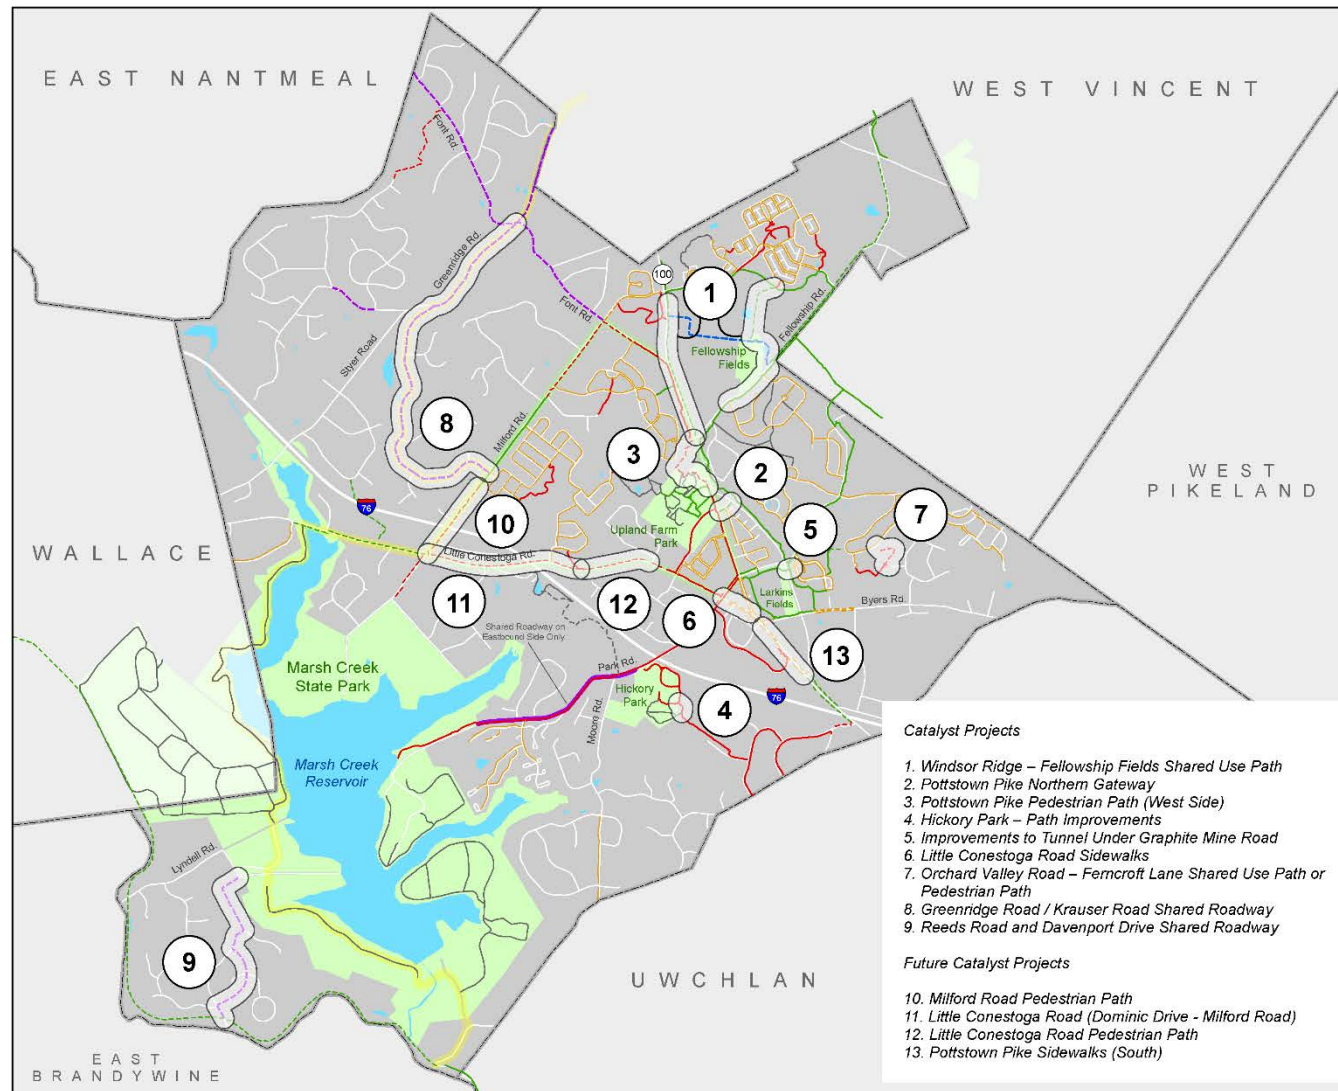 EAST NANTMEAL
WEST VINCENT
Font Rd.
Greenridge Rd.
100
1
Font Rd.
Fellowship Rd.
Fellowship
Fields
Styer Road
8
Milford Rd.
3
2
WEST
PIKELAND
76
10
Upland Farm
Park
5
7
WALLACE
Little Conestoga Rd.
11
12
6
Larkins
Fields
Byers Rd.
Shared Roadway on
Eastbound Side Only
13
Marsh Creek
State Park
Park Rd.
Hickory
Park
4
76
Moore Rd.
Marsh Creek
Reservoir
Lyndell Rd.
9
UWCHLAN
EAST
BRANDYWINE
Catalyst Projects
1. Windsor Ridge – Fellowship Fields Shared Use Path
2. Pottstown Pike Northern Gateway
3. Pottstown Pike Pedestrian Path (West Side)
4. Hickory Park – Path Improvements
5. Improvements to Tunnel Under Graphite Mine Road
6. Little Conestoga Road Sidewalks
7. Orchard Valley Road – Ferncroft Lane Shared Use Path or
Pedestrian Path
8. Greenridge Road / Krauser Road Shared Roadway
9. Reeds Road and Davenport Drive Shared Roadway
Future Catalyst Projects
10. Milford Road Pedestrian Path
11. Little Conestoga Road (Dominic Drive - Milford Road)
12. Little Conestoga Road Pedestrian Path
13. Pottstown Pike Sidewalks (South)